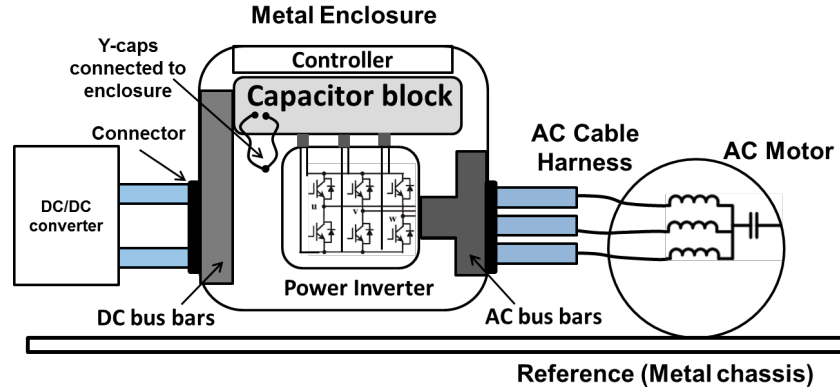 Metal Enclosure
Y-caps
connected to
enclosure
Controller
Capacitor block
Connector
AC Cable
Harness
AC Motor
DC/DC
converter
u
v
w
Power Inverter
DC bus bars
AC bus bars
Reference (Metal chassis)